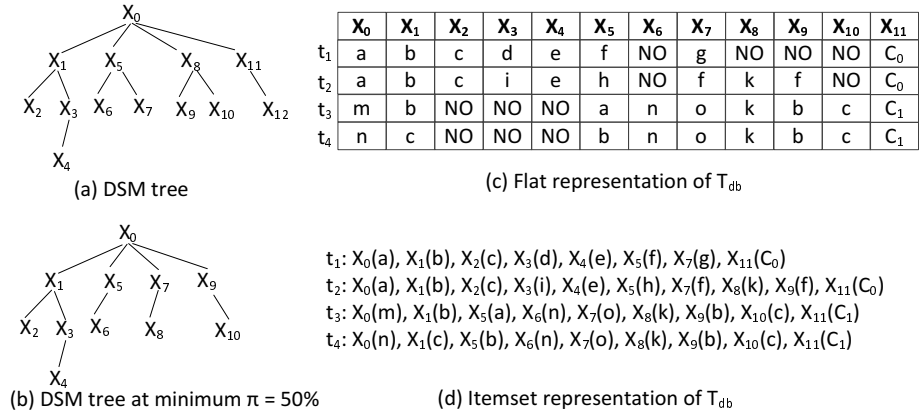 X₀
X₁ X₅ X₈ X₁₁
X₂ X₃ X₆ X₇ X₉ X₁₀ X₁₂
X₄
(a) DSM tree
X₀ X₁ X₂ X₃ X₄ X₅ X₆ X₇ X₈ X₉ X₁₀ X₁₁
t₁ a b c d e f NO g NO NO NO C₀
t₂ a b c i e h NO f k f NO C₀
t₃ m b NO NO NO a n o k b c C₁
t₄ n c NO NO NO b n o k b c C₁
(c) Flat representation of T_db
X₀
X₁ X₅ X₇ X₉
X₂ X₃ X₆ X₈ X₁₀
X₄
(b) DSM tree at minimum π = 50%
t₁: X₀(a), X₁(b), X₂(c), X₃(d), X₄(e), X₅(f), X₇(g), X₁₁(C₀)
t₂: X₀(a), X₁(b), X₂(c), X₃(i), X₄(e), X₅(h), X₇(f), X₈(k), X₉(f), X₁₁(C₀)
t₃: X₀(m), X₁(b), X₅(a), X₆(n), X₇(o), X₈(k), X₉(b), X₁₀(c), X₁₁(C₁)
t₄: X₀(n), X₁(c), X₅(b), X₆(n), X₇(o), X₈(k), X₉(b), X₁₀(c), X₁₁(C₁)
(d) Itemset representation of T_db